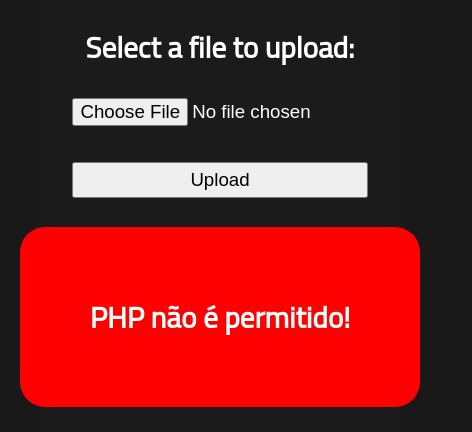 Select a file to upload:
Choose File No file chosen
Upload
PHP não é permitido!